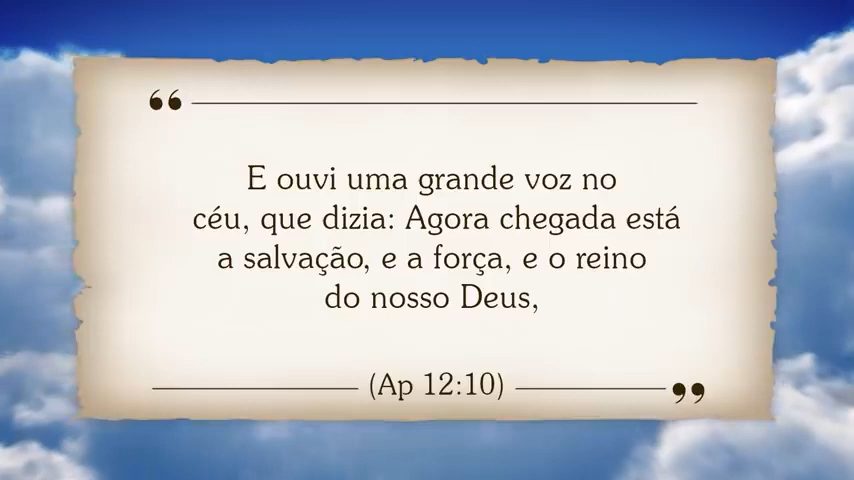 E ouvi uma grande voz no
céu, que dizia: Agora chegada está
a salvação, e a força, e o reino
do nosso Deus,
(Ap 12:10)